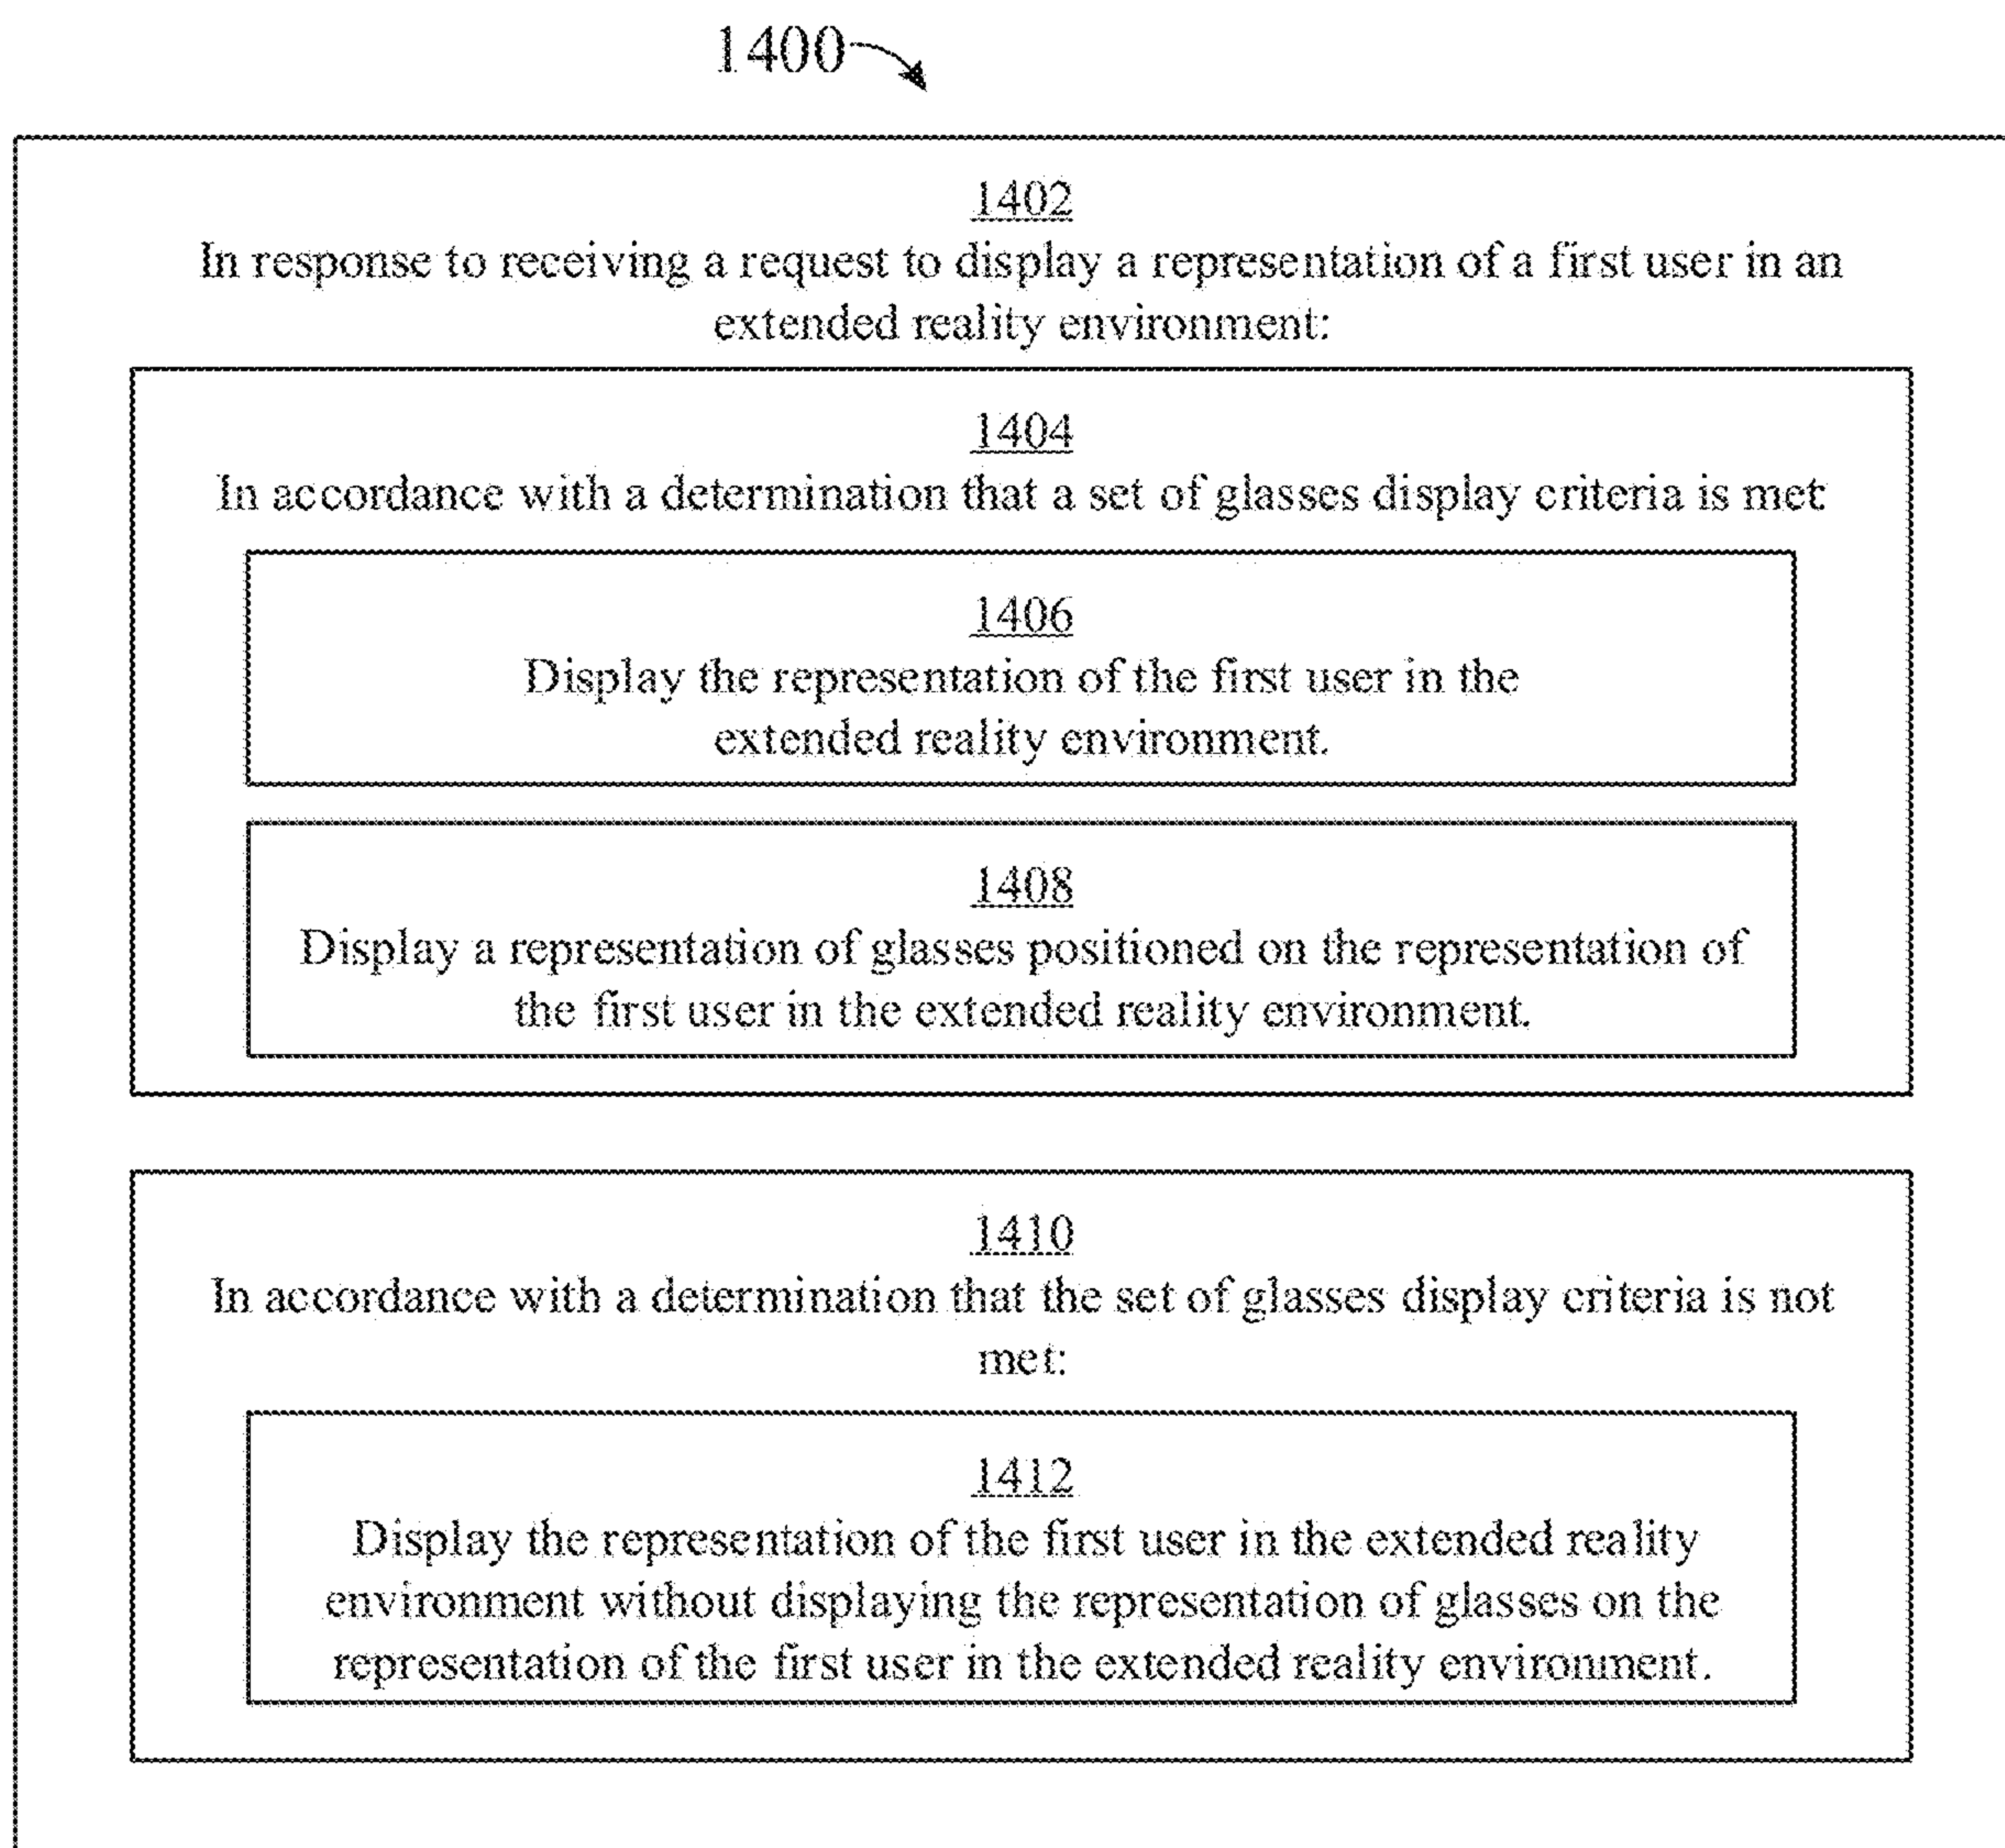 1400
1402
In response to receiving a request to display a representation of a first user in an
extended reality environment:
1404
In accordance with a determination that a set of glasses display criteria is met:
1406
Display the representation of the first user in the
extended reality environment.
1408
Display a representation of glasses positioned on the representation of
the first user in the extended reality environment.
1410
In accordance with a determination that the set of glasses display criteria is not
met:
1412
Display the representation of the first user in the extended reality
environment without displaying the representation of glasses on the
representation of the first user in the extended reality environment.